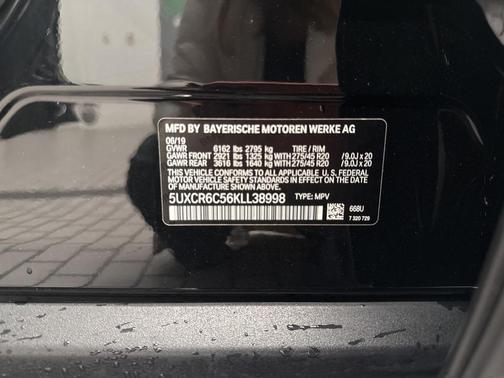 MFD BY BAYERISCHE MOTOREN WERKE AG
06/19
GVWR 6162 lbs 2795 kg TIRE / RIM
GAWR FRONT 2921 lbs 1325 kg WITH 275/45 R20 /9.0J x 20
GAWR REAR 3616 lbs 1640 kg WITH 275/45 R20 /9.0J x 20
THIS VEHICLE CONFORMS TO ALL APPLICABLE U. S. FEDERAL
MOTOR VEHICLE SAFETY STANDARDS IN EFFECT ON THE DATE
OF MANUFACTURE SHOWN ABOVE.
5UXCR6C56KLL38998 TYPE: MPV
668U
7 320 729